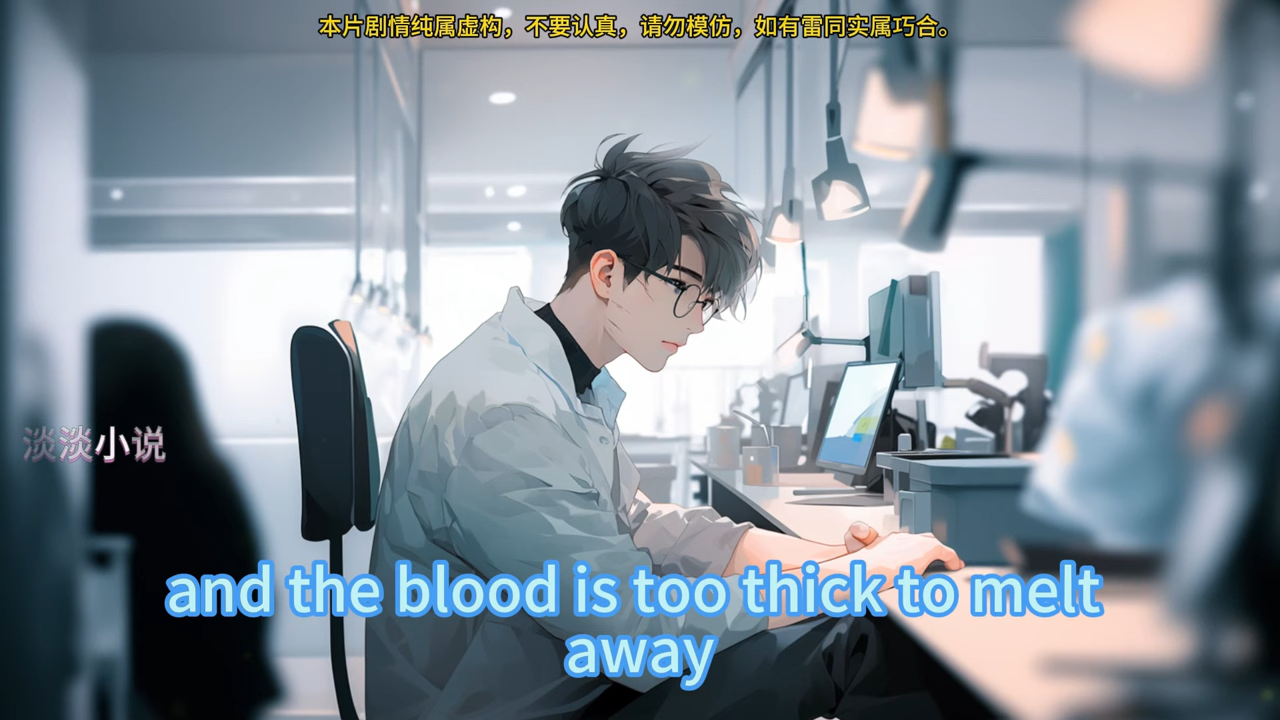 本片剧情纯属虚构，不要认真，请勿模仿，如有雷同实属巧合。
淡淡小说
and the blood is too thick to melt
away